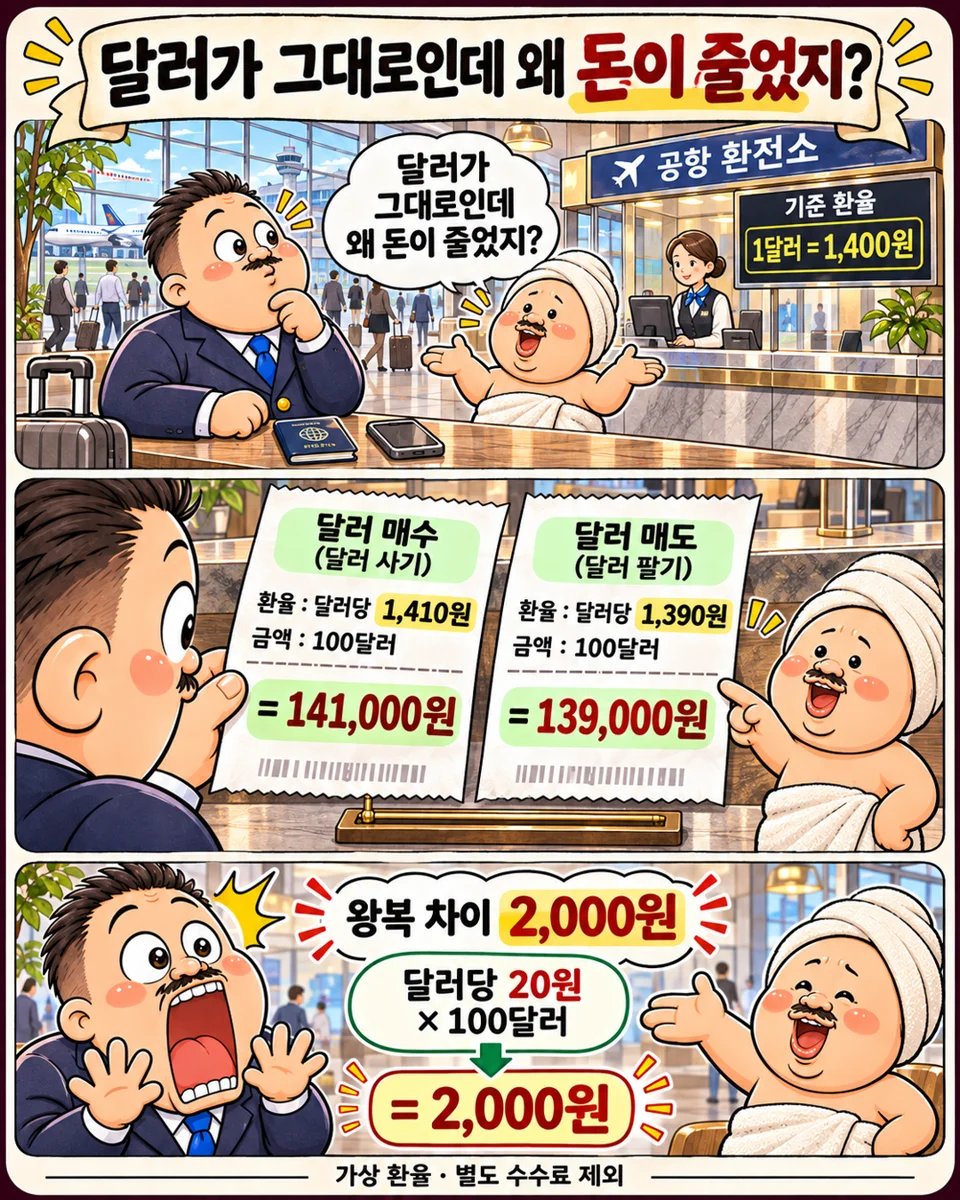 달러가 그대로인데 왜 돈이 줄었지?
달러가
그대로인데
왜 돈이 줄었지?
공항 환전소
기준 환율
1달러 = 1,400원
달러 매수
(달러 사기)
환율 : 달러당 1,410원
금액 : 100달러
= 141,000원
달러 매도
(달러 팔기)
환율 : 달러당 1,390원
금액 : 100달러
= 139,000원
왕복 차이 2,000원
달러당 20원
× 100달러
= 2,000원
가상 환율 · 별도 수수료 제외